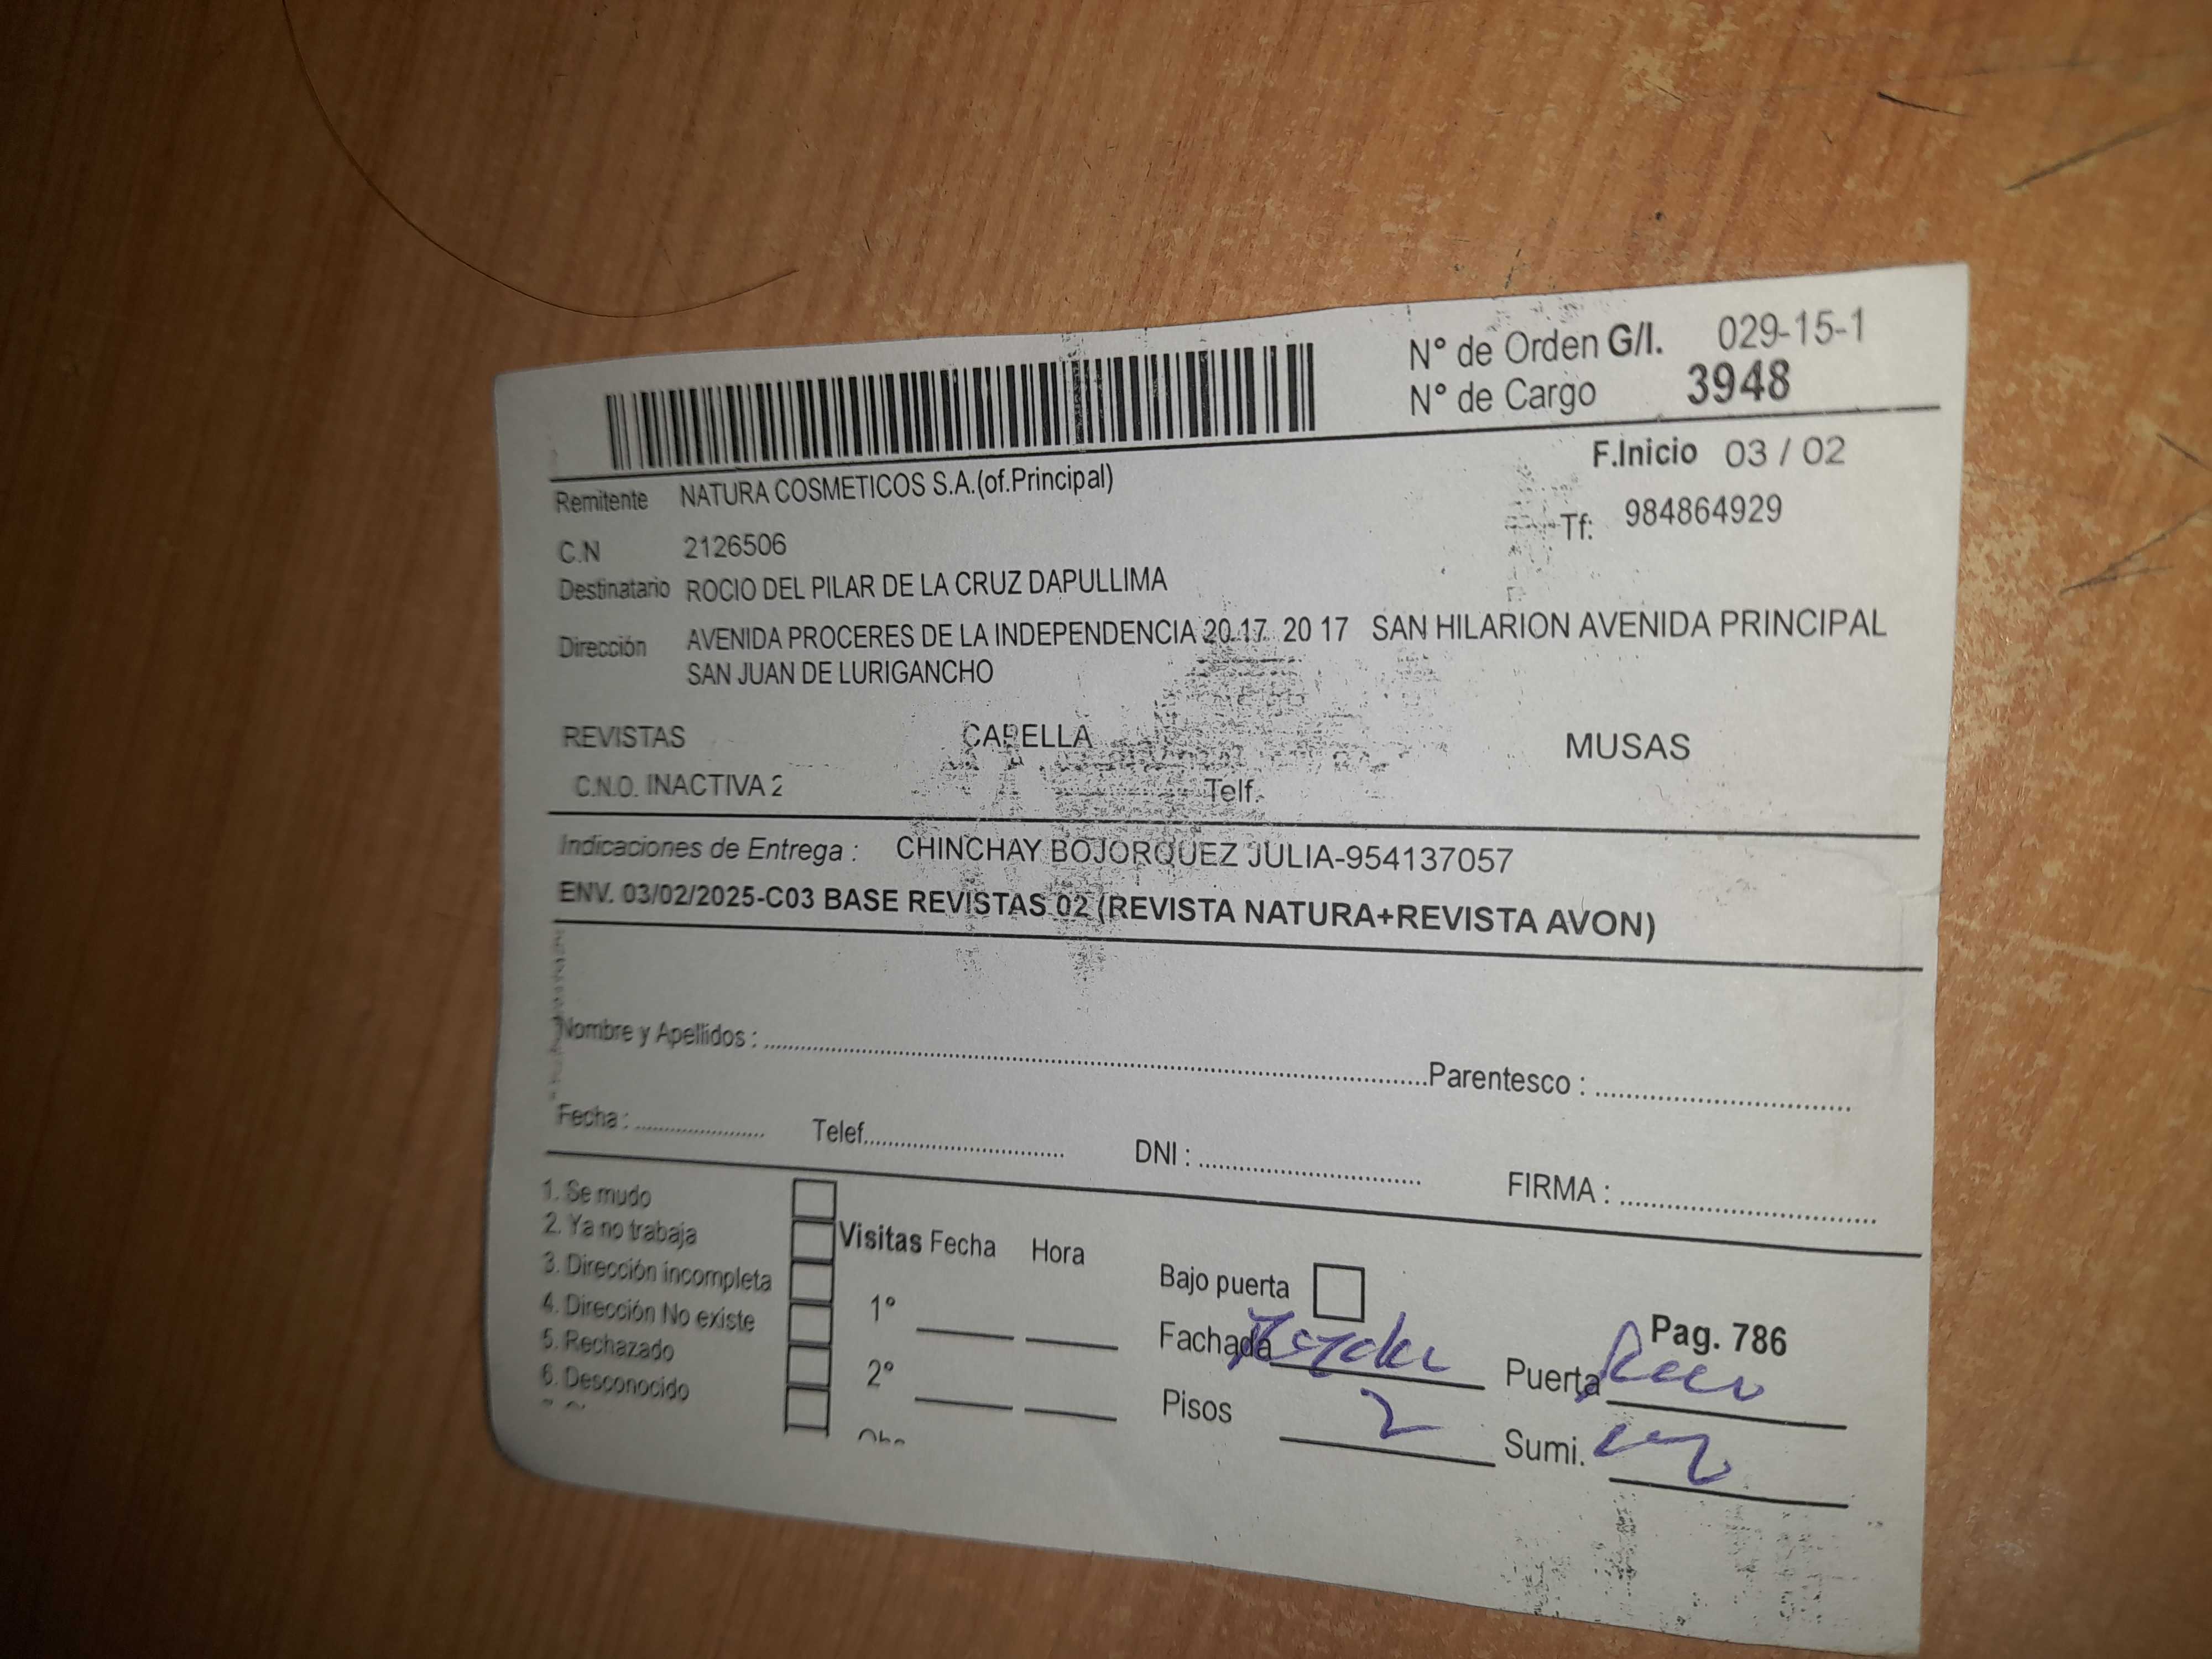 N° de Orden G/I. 029-15-1
N° de Cargo 3948
F.Inicio 03 / 02
Remitente NATURA COSMETICOS S.A.(of.Principal)
Tf: 984864929
C.N 2126506
Destinatario ROCIO DEL PILAR DE LA CRUZ DAPULLIMA
Dirección AVENIDA PROCERES DE LA INDEPENDENCIA 20 17 20 17 SAN HILARION AVENIDA PRINCIPAL
SAN JUAN DE LURIGANCHO
REVISTAS CAPELLA MUSAS
C.N.O. INACTIVA 2 Telf.
Indicaciones de Entrega : CHINCHAY BOJORQUEZ JULIA-954137057
ENV. 03/02/2025-C03 BASE REVISTAS 02 (REVISTA NATURA+REVISTA AVON)
Nombre y Apellidos : Parentesco :
Fecha : Telef. DNI : FIRMA :
1. Se mudo
2. Ya no trabaja
3. Dirección incompleta
4. Dirección No existe
5. Rechazado
6. Desconocido
Visitas Fecha Hora
1°
2°
Bajo puerta
Pag. 786
Fachada Puerta
Pisos 2 Sumi.